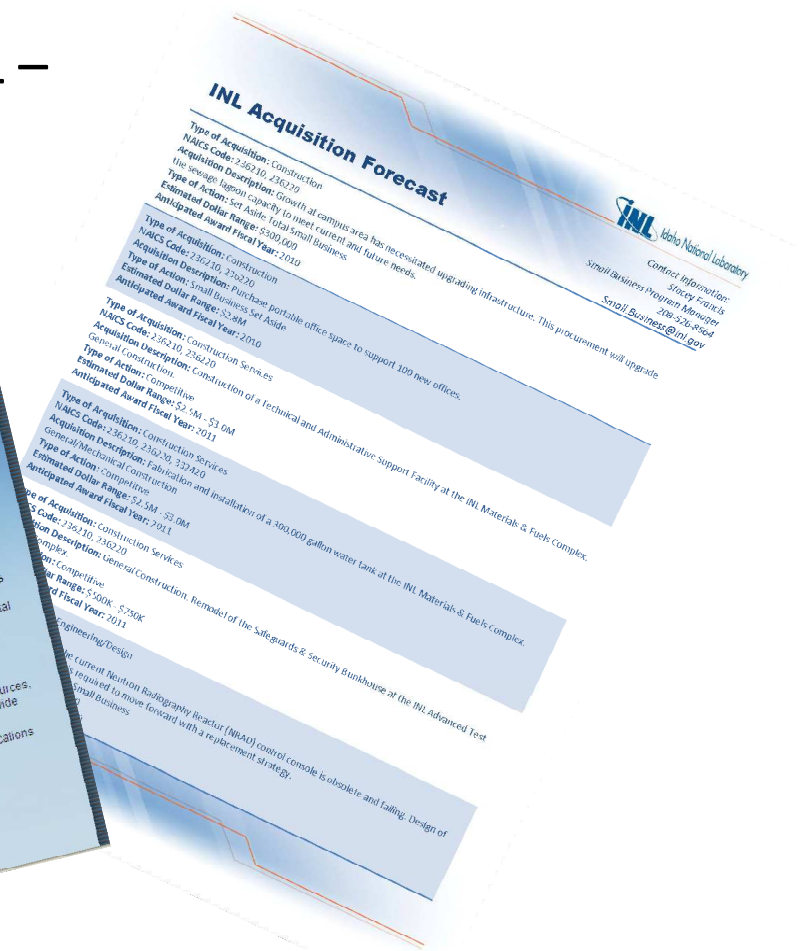 INL Acquisition Forecast
INL Idaho National Laboratory
Contact Information:
Stacey Francis
Small Business Program Manager
208-526-8564
Small.Business@inl.gov
Type of Acquisition: Construction
NAICS Code: 236210, 236220
Acquisition Description: Growth at campus area has necessitated upgrading infrastructure. This procurement will upgrade
the sewage lagoon capacity to meet current and future needs.
Type of Action: Set Aside Total Small Business
Estimated Dollar Range: $300,000
Anticipated Award Fiscal Year: 2010
Type of Acquisition: Construction
NAICS Code: 236210, 236220
Acquisition Description: Purchase portable office space to support 100 new offices.
Type of Action: Small Business Set Aside
Estimated Dollar Range: $2.8M
Anticipated Award Fiscal Year: 2010
Type of Acquisition: Construction Services
NAICS Code: 236210, 236220
Acquisition Description: Construction of a Technical and Administrative Support Facility at the INL Materials & Fuels Complex.
General Construction.
Type of Action: Competitive
Estimated Dollar Range: $2.5M - $3.0M
Anticipated Award Fiscal Year: 2011
Type of Acquisition: Construction Services
NAICS Code: 236210, 236220, 332420
Acquisition Description: Fabrication and installation of a 300,000 gallon water tank at the INL Materials & Fuels Complex.
General/Mechanical Construction
Type of Action: Competitive
Estimated Dollar Range: $2.5M - $3.0M
Anticipated Award Fiscal Year: 2011
pe of Acquisition: Construction Services
CS Code: 236210, 236220
ition Description: General Construction. Remodel of the Safeguards & Security Bunkhouse at the INL Advanced Test
omplex.
ion: Competitive
llar Range: $500K - $750K
rd Fiscal Year: 2011
Engineering/Design
he current Neutron Radiography Reactor (NRAD) control console is obsolete and failing. Design of
s required to move forward with a replacement strategy.
Small Business
urces,
ide
cations